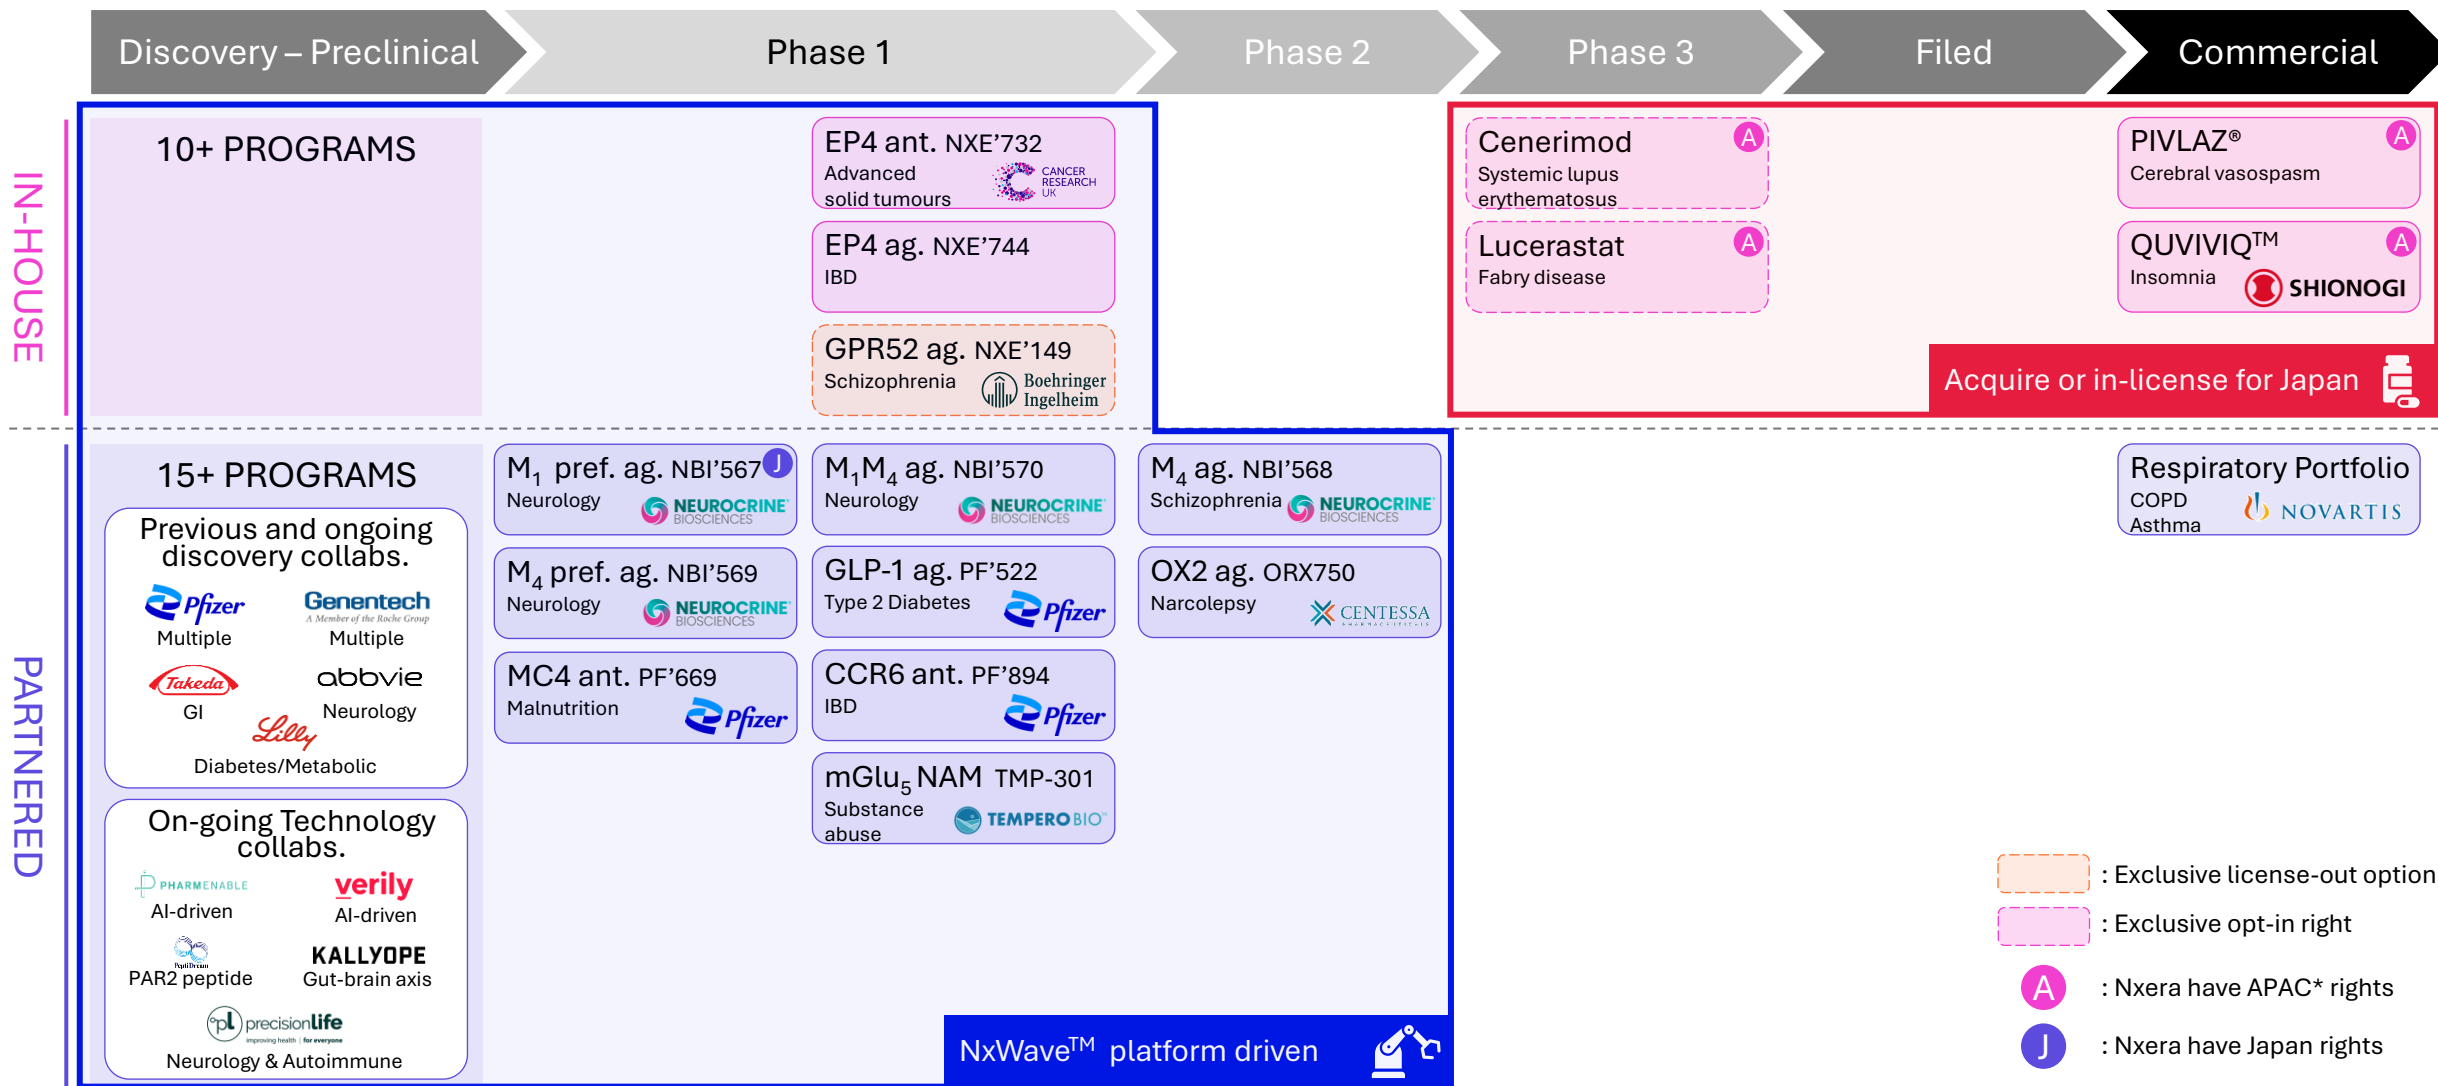 Discovery – Preclinical
Phase 1
Phase 2
Phase 3
Filed
Commercial
IN-HOUSE
10+ PROGRAMS
EP4 ant. NXE’732
Advanced
solid tumours
CANCER
RESEARCH
UK
EP4 ag. NXE’744
IBD
GPR52 ag. NXE’149
Schizophrenia
Boehringer
Ingelheim
Cenerimod
A
Systemic lupus
erythematosus
Lucerastat
A
Fabry disease
PIVLAZ®
A
Cerebral vasospasm
QUVIVIQ™
A
Insomnia
SHIONOGI
Acquire or in-license for Japan
PARTNERED
15+ PROGRAMS
Previous and ongoing
discovery collabs.
Pfizer
Multiple
Genentech
A Member of the Roche Group
Multiple
Takeda
GI
abbvie
Neurology
Lilly
Diabetes/Metabolic
On-going Technology
collabs.
PHARMENABLE
AI-driven
verily
AI-driven
PeptiDream
PAR2 peptide
KALLYOPE
Gut-brain axis
pl precisionlife
improving health | for everyone
Neurology & Autoimmune
M₁ pref. ag. NBI’567
J
Neurology
NEUROCRINE®
BIOSCIENCES
M₄ pref. ag. NBI’569
Neurology
NEUROCRINE®
BIOSCIENCES
MC4 ant. PF’669
Malnutrition
Pfizer
M₁M₄ ag. NBI’570
Neurology
NEUROCRINE®
BIOSCIENCES
GLP-1 ag. PF’522
Type 2 Diabetes
Pfizer
CCR6 ant. PF’894
IBD
Pfizer
mGlu₅ NAM TMP-301
Substance
abuse
TEMPERO BIO™
M₄ ag. NBI’568
Schizophrenia
NEUROCRINE®
BIOSCIENCES
OX2 ag. ORX750
Narcolepsy
CENTESSA
PHARMACEUTICALS
Respiratory Portfolio
COPD
Asthma
NOVARTIS
NxWave™ platform driven
: Exclusive license-out option
: Exclusive opt-in right
A : Nxera have APAC* rights
J : Nxera have Japan rights